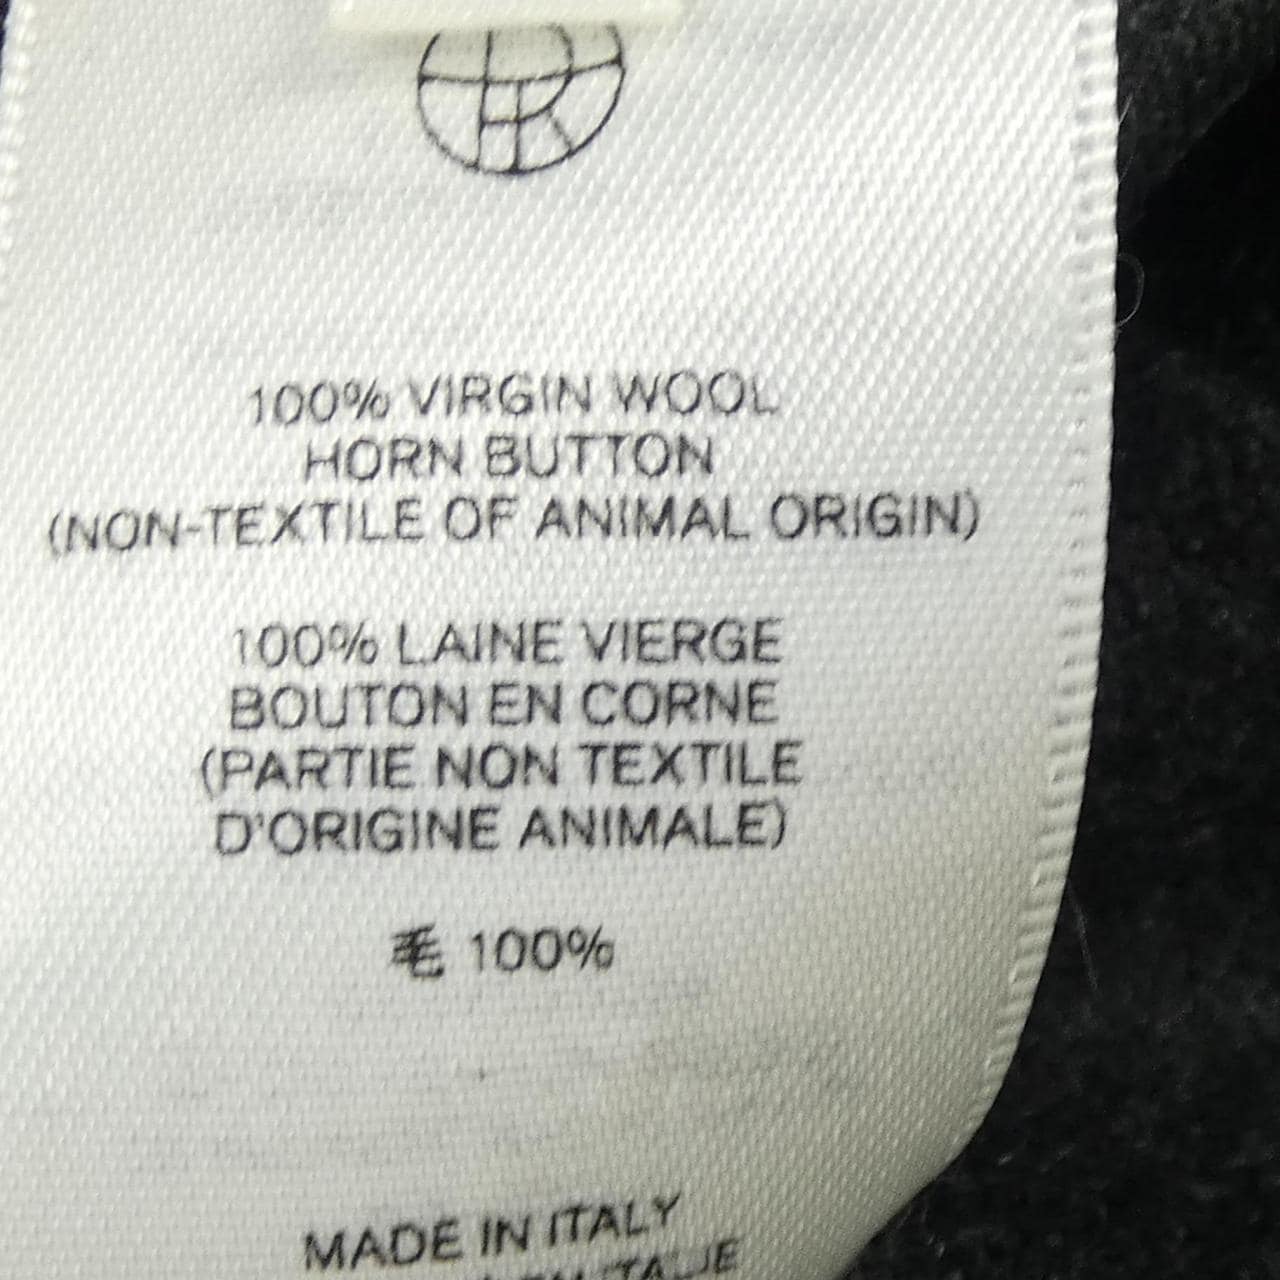 100% VIRGIN WOOL
HORN BUTTON
(NON-TEXTILE OF ANIMAL ORIGIN)
100% LAINE VIERGE
BOUTON EN CORNE
(PARTIE NON TEXTILE
D'ORIGINE ANIMALE)
毛 100%
MADE IN ITALY